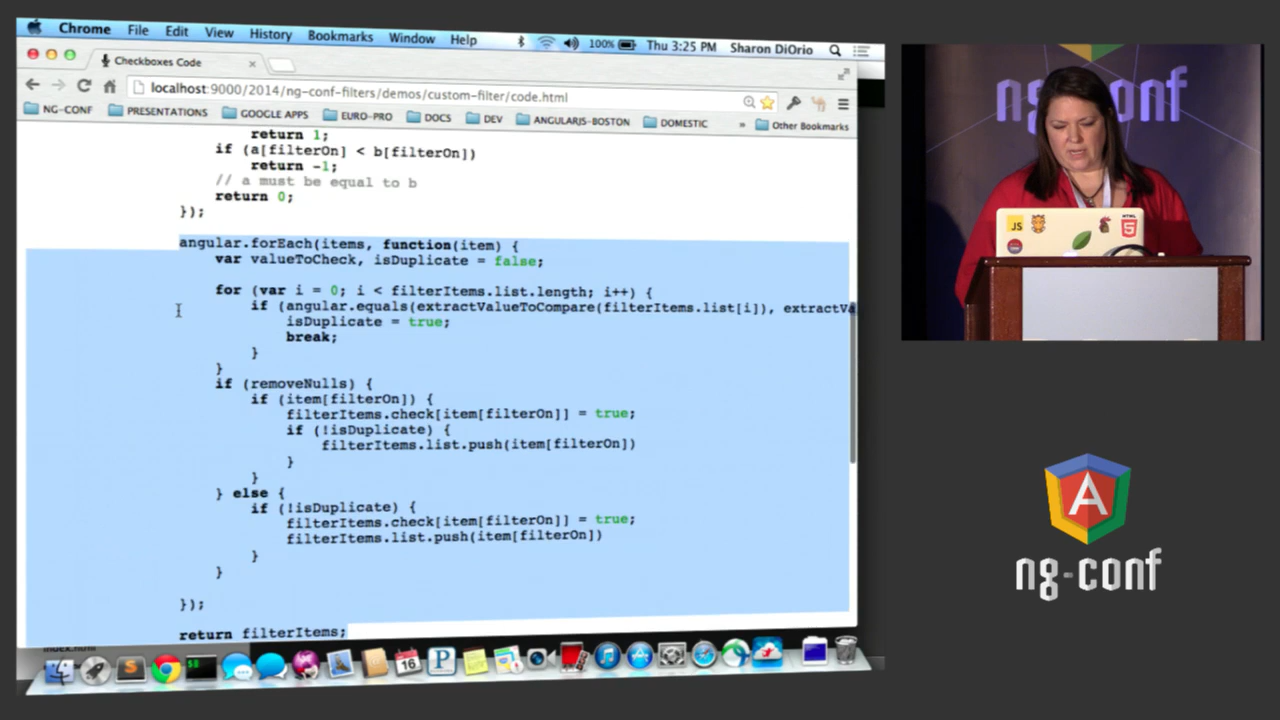 Chrome File Edit View History Bookmarks Window Help 100% Thu 3:25 PM Sharon DiOrio
Checkboxes Code
localhost:9000/2014/ng-conf-filters/demos/custom-filter/code.html
NG-CONF PRESENTATIONS GOOGLE APPS EURO-PRO DOCS DEV ANGULARJS-BOSTON DOMESTIC » Other Bookmarks
return 1;
if (a[filterOn] < b[filterOn])
return -1;
// a must be equal to b
return 0;
});
angular.forEach(items, function(item) {
var valueToCheck, isDuplicate = false;
for (var i = 0; i < filterItems.list.length; i++) {
if (angular.equals(extractValueToCompare(filterItems.list[i]), extractVa
isDuplicate = true;
break;
}
}
if (removeNulls) {
if (item[filterOn]) {
filterItems.check[item[filterOn]] = true;
if (!isDuplicate) {
filterItems.list.push(item[filterOn])
}
}
} else {
if (!isDuplicate) {
filterItems.check[item[filterOn]] = true;
filterItems.list.push(item[filterOn])
}
}
});
return filterItems;
16
ng-conf
JS
HTML
5
A
ng-conf